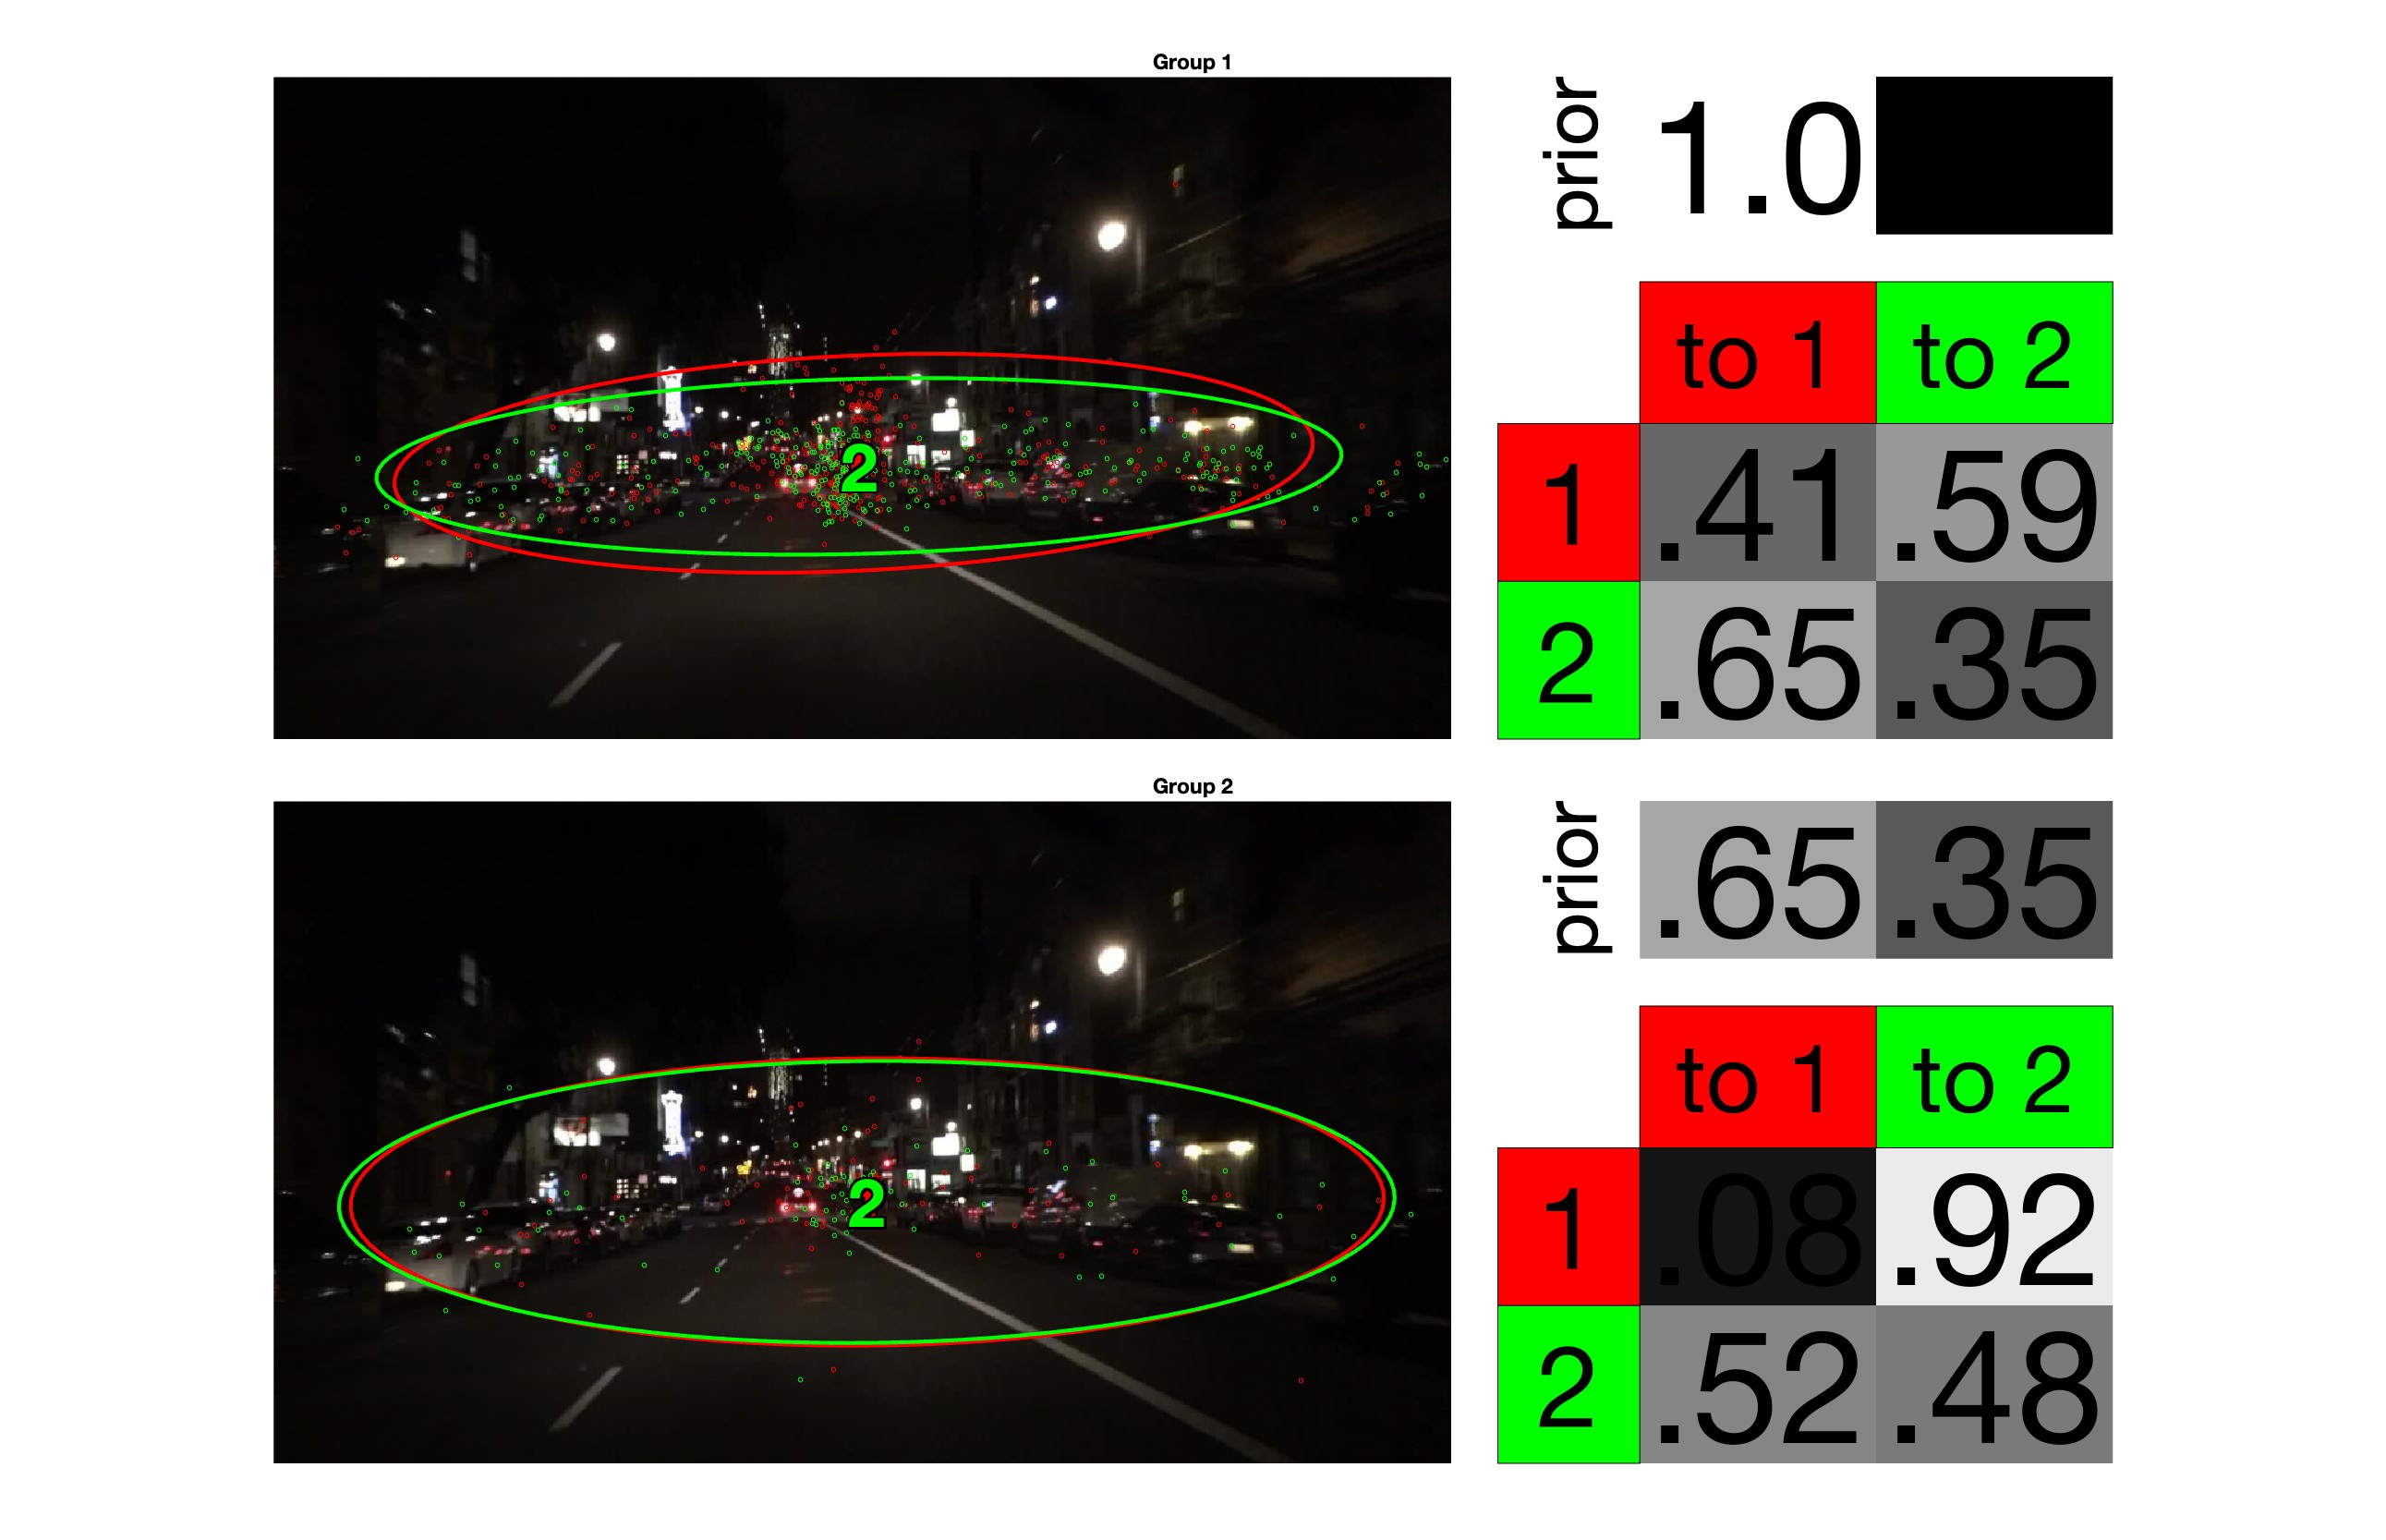 Group 1
2
prior
1.0
to 1 to 2
1 .41 .59
2 .65 .35
Group 2
2
prior
.65 .35
to 1 to 2
1 .08 .92
2 .52 .48